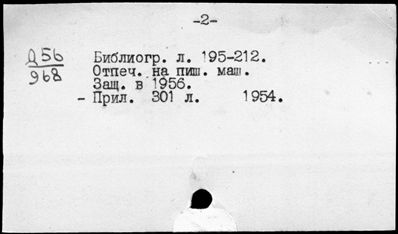 -2-
Д56
968
Библиогр. л. 195-212.
Отпеч. на пиш. маш.
Защ. в 1956.
- Прил. 301 л. 1954.